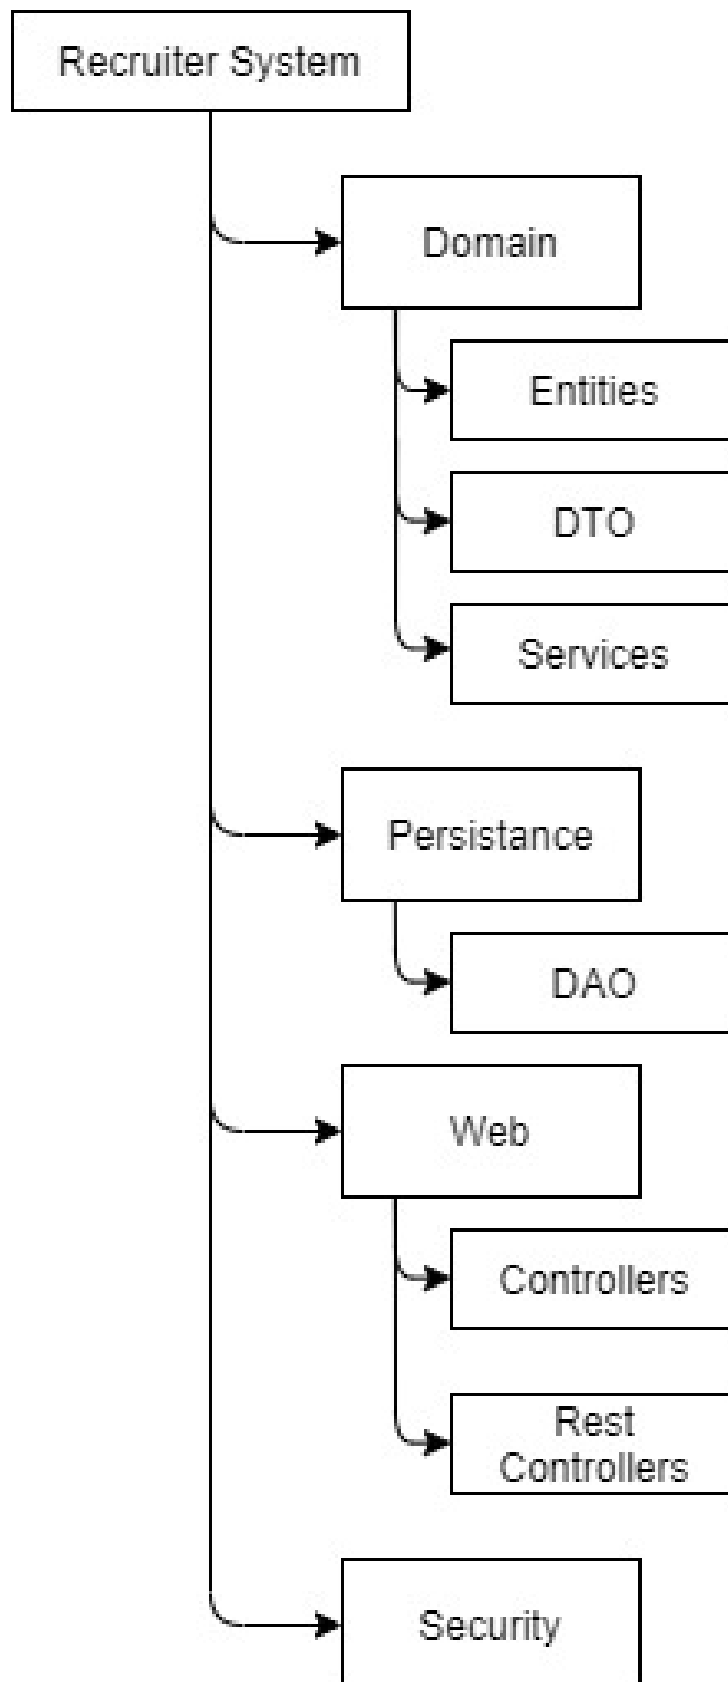 Recruiter System
Domain
Entities
DTO
Services
Persistance
DAO
Web
Controllers
Rest
Controllers
Security